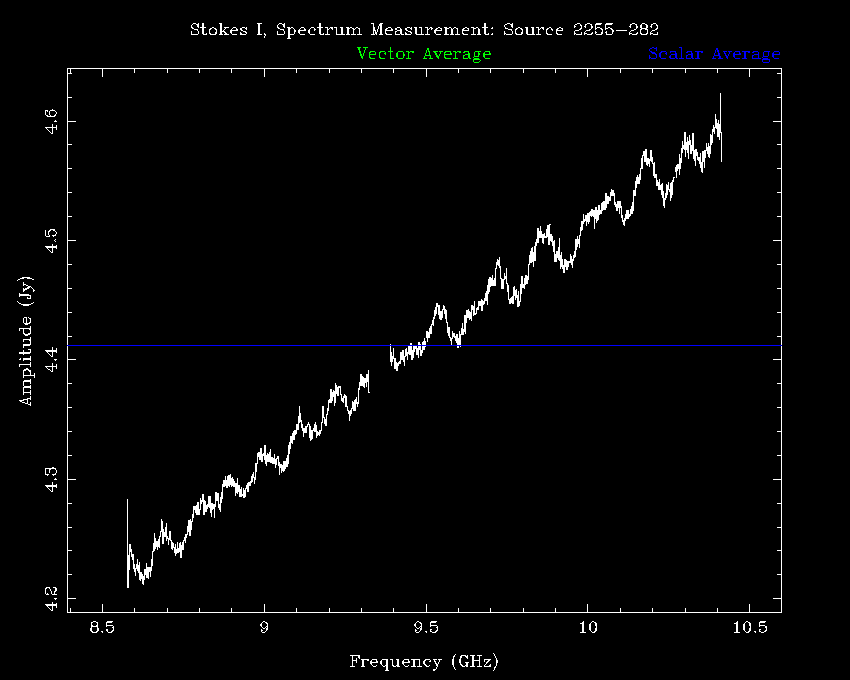 Stokes I, Spectrum Measurement: Source 2255−282
Vector Average
Scalar Average
4.6
4.5
4.4
4.3
4.2
Amplitude (Jy)
8.5 9 9.5 10 10.5
Frequency (GHz)